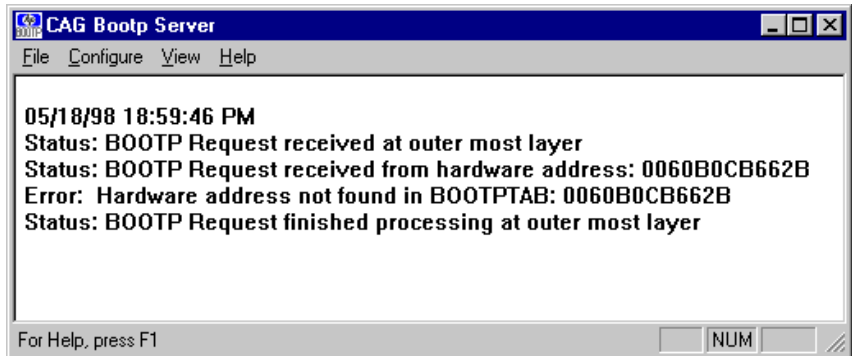 CAG Bootp Server
File Configure View Help
05/18/98 18:59:46 PM
Status: BOOTP Request received at outer most layer
Status: BOOTP Request received from hardware address: 0060B0CB662B
Error:  Hardware address not found in BOOTPTAB: 0060B0CB662B
Status: BOOTP Request finished processing at outer most layer
For Help, press F1
NUM